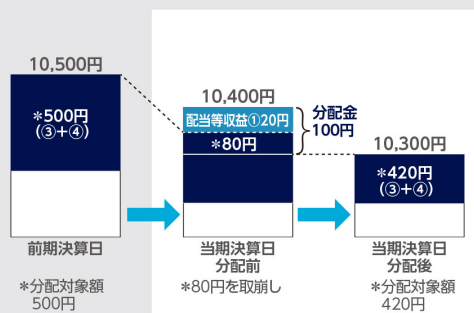 10,500円
*500円
(③+④)
前期決算日
*分配対象額
500円
10,400円
配当等収益①20円
*80円
分配金
100円
当期決算日
分配前
*80円を取崩し
10,300円
*420円
(③+④)
当期決算日
分配後
*分配対象額
420円